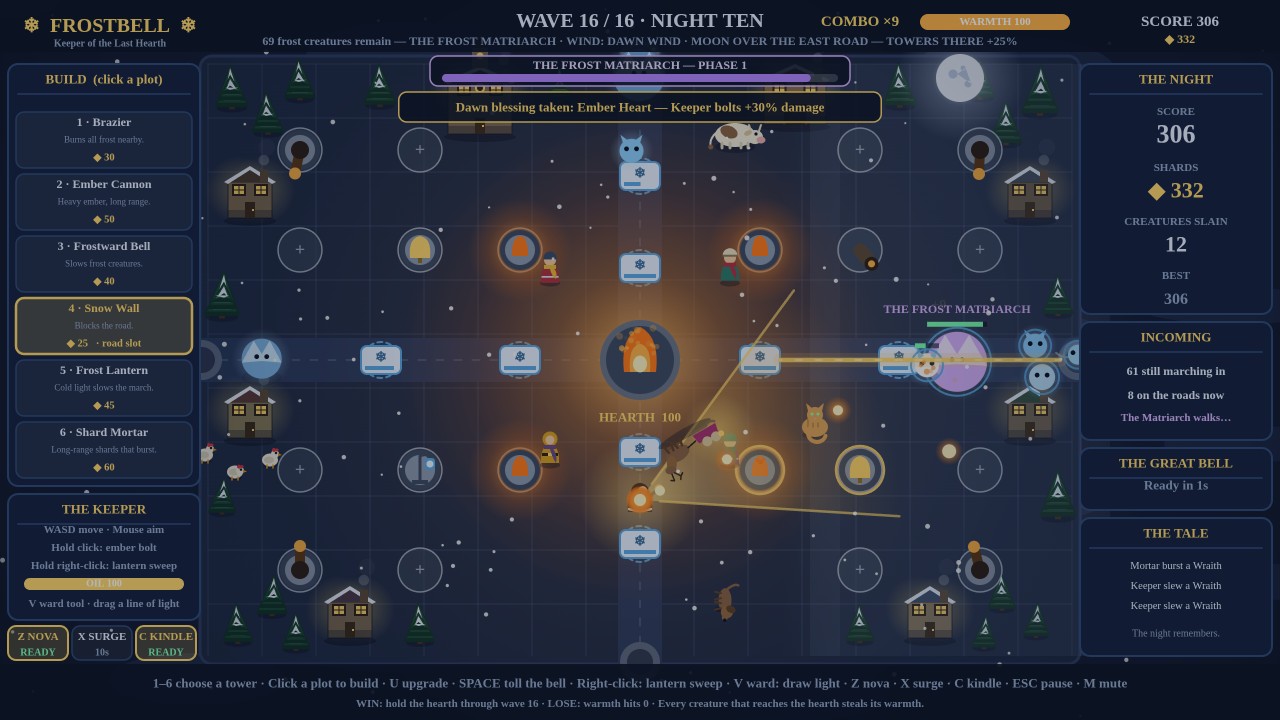 ❄ FROSTBELL ❄
Keeper of the Last Hearth
WAVE 16 / 16 · NIGHT TEN
COMBO ×9
WARMTH 100
SCORE 306
◆ 332
69 frost creatures remain — THE FROST MATRIARCH · WIND: DAWN WIND · MOON OVER THE EAST ROAD — TOWERS THERE +25%
THE FROST MATRIARCH — PHASE 1
Dawn blessing taken: Ember Heart — Keeper bolts +30% damage
BUILD (click a plot)
1 · Brazier
Burns all frost nearby.
◆ 30
2 · Ember Cannon
Heavy ember, long range.
◆ 50
3 · Frostward Bell
Slows frost creatures.
◆ 40
4 · Snow Wall
Blocks the road.
◆ 25 · road slot
5 · Frost Lantern
Cold light slows the march.
◆ 45
6 · Shard Mortar
Long-range shards that burst.
◆ 60
THE KEEPER
WASD move · Mouse aim
Hold click: ember bolt
Hold right-click: lantern sweep
OIL 100
V ward tool · drag a line of light
Z NOVA
READY
X SURGE
10s
C KINDLE
READY
THE FROST MATRIARCH
HEARTH 100
THE NIGHT
SCORE
306
SHARDS
◆ 332
CREATURES SLAIN
12
BEST
306
INCOMING
61 still marching in
8 on the roads now
The Matriarch walks…
THE GREAT BELL
Ready in 1s
THE TALE
Mortar burst a Wraith
Keeper slew a Wraith
Keeper slew a Wraith
The night remembers.
1–6 choose a tower · Click a plot to build · U upgrade · SPACE toll the bell · Right-click: lantern sweep · V ward: draw light · Z nova · X surge · C kindle · ESC pause · M mute
WIN: hold the hearth through wave 16 · LOSE: warmth hits 0 · Every creature that reaches the hearth steals its warmth.